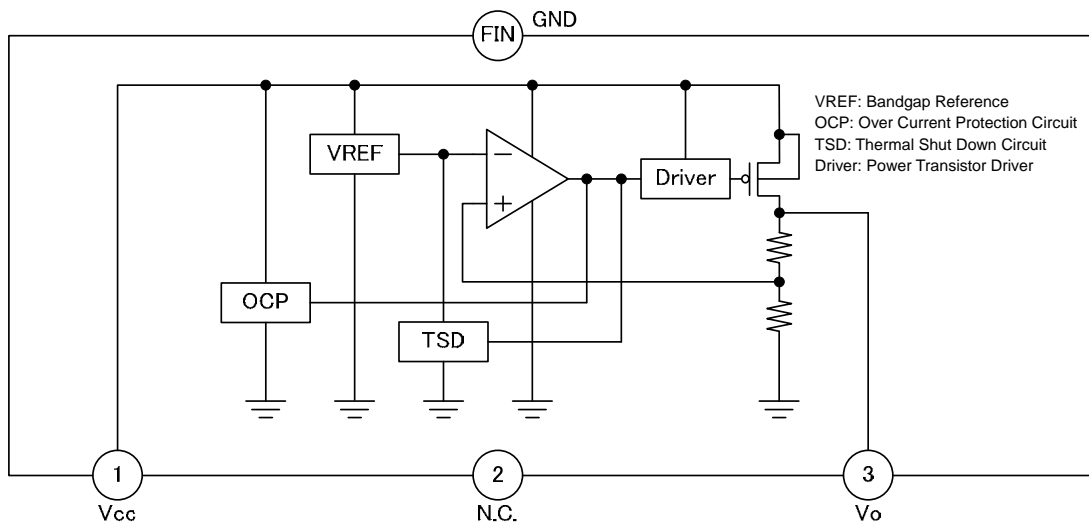 FIN GND
VREF: Bandgap Reference
OCP: Over Current Protection Circuit
TSD: Thermal Shut Down Circuit
Driver: Power Transistor Driver
VREF
−
+
Driver
OCP
TSD
1
2
3
Vcc
N.C.
Vo